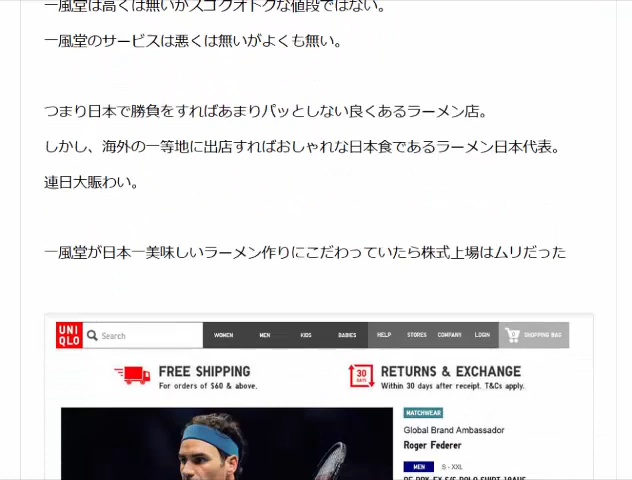 一風堂は高くは無いがスゴクオトクな値段ではない。
一風堂のサービスは悪くは無いがよくも無い。
つまり日本で勝負をすればあまりパッとしない良くあるラーメン店。
しかし、海外の一等地に出店すればおしゃれな日本食であるラーメン日本代表。
連日大賑わい。
一風堂が日本一美味しいラーメン作りにこだわっていたら株式上場はムリだった
UNI
QLO
Search
WOMEN MEN KIDS BABIES HELP STORES COMPANY LOGIN SHOPPING BAG
FREE SHIPPING
For orders of $60 & above.
30
DAYS
RETURNS & EXCHANGE
Within 30 days after receipt. T&Cs apply.
MATCHWEAR
Global Brand Ambassador
Roger Federer
MEN S - XXL